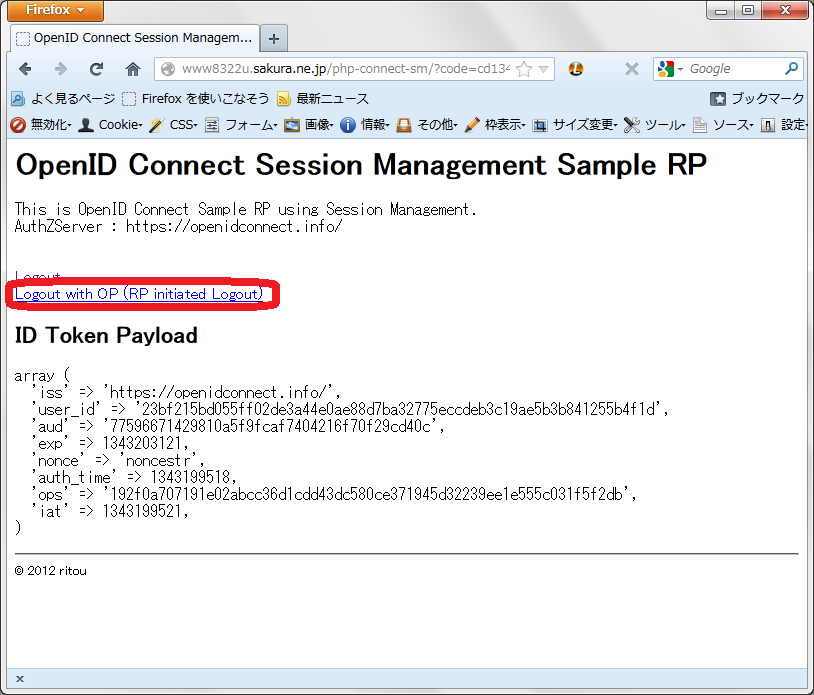 Firefox
OpenID Connect Session Managem...
www8322u.sakura.ne.jp/php-connect-sm/?code=cd134
Google
よく見るページ
Firefox を使いこなそう
最新ニュース
ブックマーク
無効化
Cookie
CSS
フォーム
画像
情報
その他
枠表示
サイズ変更
ツール
ソース
設定
OpenID Connect Session Management Sample RP
This is OpenID Connect Sample RP using Session Management.
AuthZServer : https://openidconnect.info/
Logout
Logout with OP (RP initiated Logout)
ID Token Payload
array (
'iss' => 'https://openidconnect.info/',
'user_id' => '23bf215bd055ff02de3a44e0ae88d7ba32775eccdeb3c19ae5b3b841255b4f1d',
'aud' => '77596671429810a5f9fcaf7404216f70f29cd40c',
'exp' => 1343203121,
'nonce' => 'noncestr',
'auth_time' => 1343199518,
'ops' => '192f0a707191e02abcc36d1cdd43dc580ce371945d32239ee1e555c031f5f2db',
'iat' => 1343199521,
)
© 2012 ritou